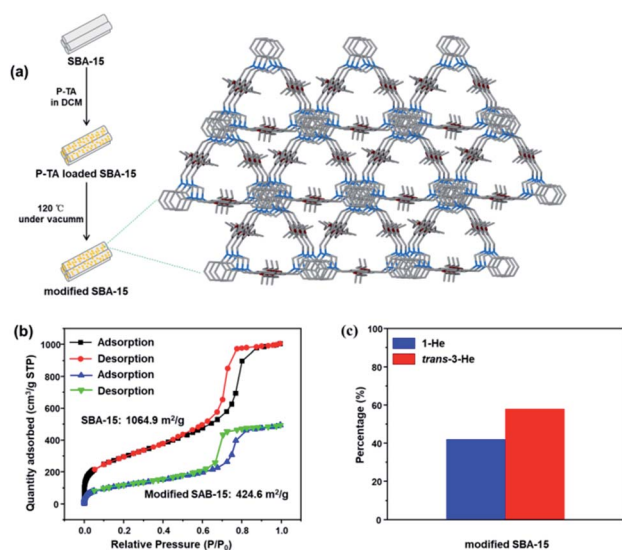 (a)
SBA-15
P-TA
in DCM
P-TA loaded SBA-15
120 ℃
under vacumm
modified SBA-15
(b)
Quantity adsorbed (cm³/g STP)
1000
800
600
400
200
0
Adsorption
Desorption
Adsorption
Desorption
SBA-15: 1064.9 m²/g
Modified SAB-15: 424.6 m²/g
0.0 0.2 0.4 0.6 0.8 1.0
Relative Pressure (P/P₀)
(c)
Percentage (%)
100
80
60
40
20
0
1-He
trans-3-He
modified SBA-15